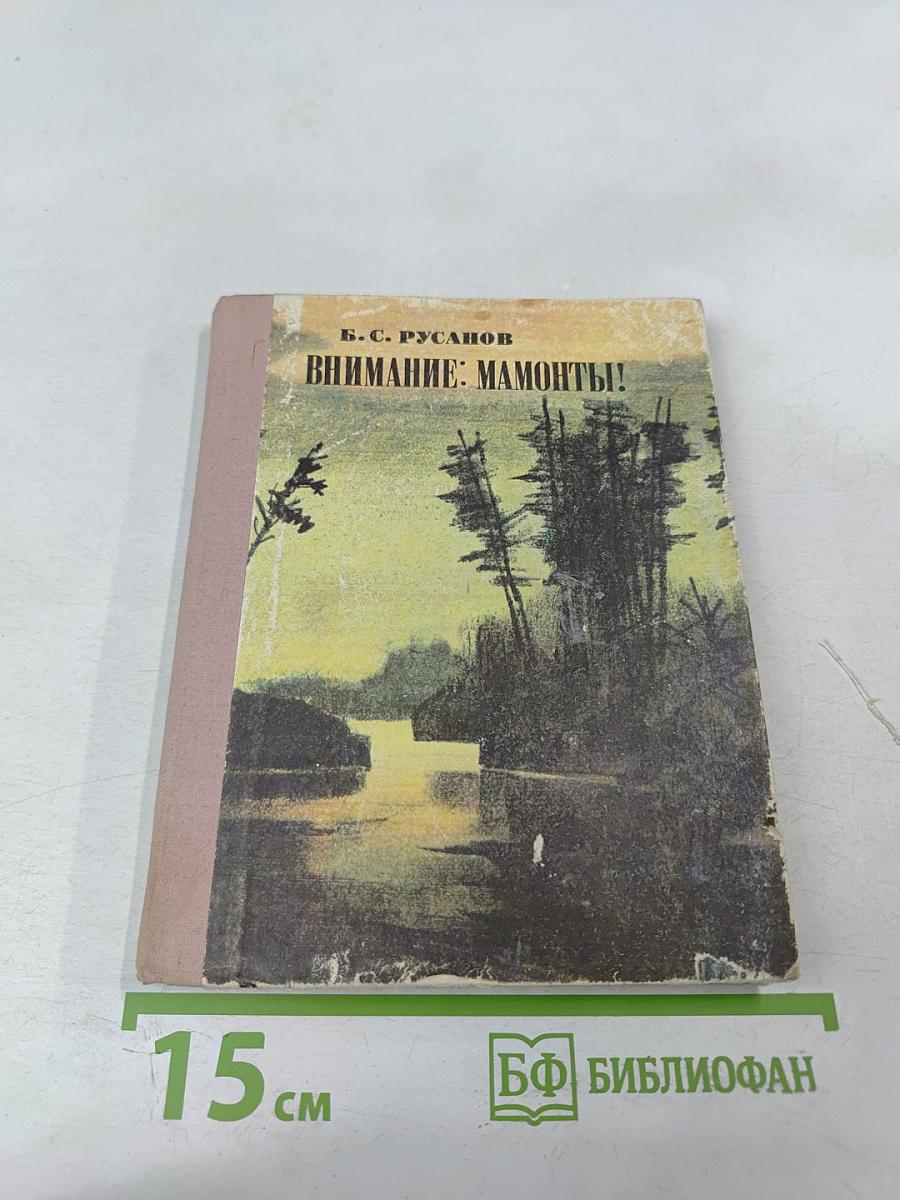 Б. С. РУСАНОВ
ВНИМАНИЕ: МАМОНТЫ!
15 см
БФ БИБЛИОФАН